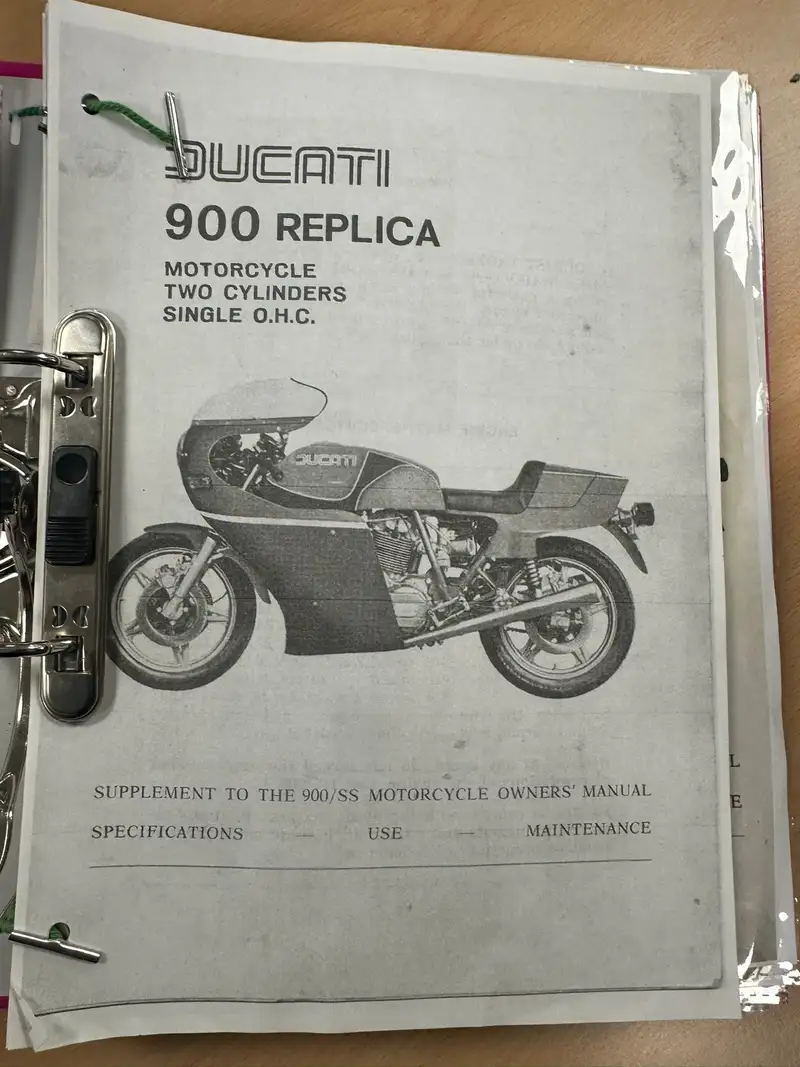 DUCATI
900 REPLICA
MOTORCYCLE
TWO CYLINDERS
SINGLE O.H.C.
DUCATI
SUPPLEMENT TO THE 900/SS MOTORCYCLE OWNERS' MANUAL
SPECIFICATIONS — USE — MAINTENANCE
L
E